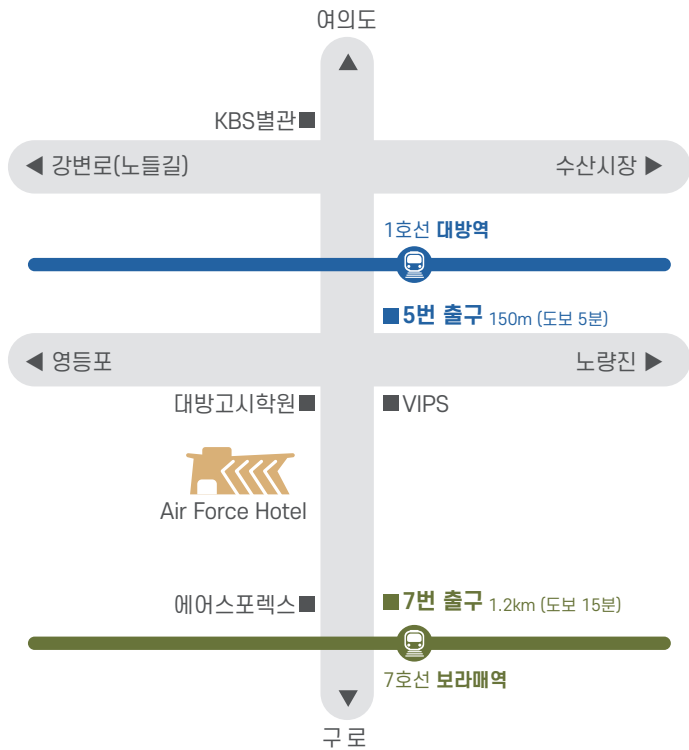 여의도
KBS별관
강변로(노들길)
수산시장
1호선 대방역
5번 출구 150m (도보 5분)
영등포
노량진
대방고시학원
VIPS
Air Force Hotel
에어스포렉스
7번 출구 1.2km (도보 15분)
7호선 보라매역
구 로